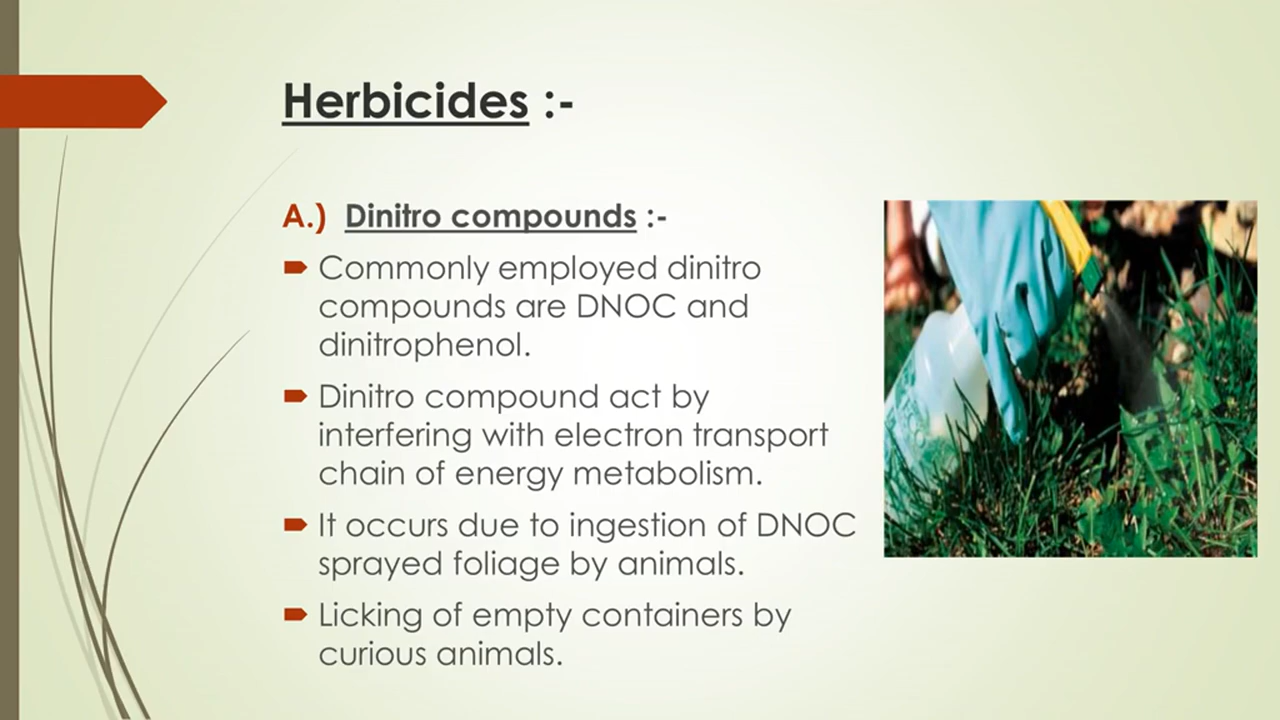 Herbicides :-
A.) Dinitro compounds :-
Commonly employed dinitro
compounds are DNOC and
dinitrophenol.
Dinitro compound act by
interfering with electron transport
chain of energy metabolism.
It occurs due to ingestion of DNOC
sprayed foliage by animals.
Licking of empty containers by
curious animals.